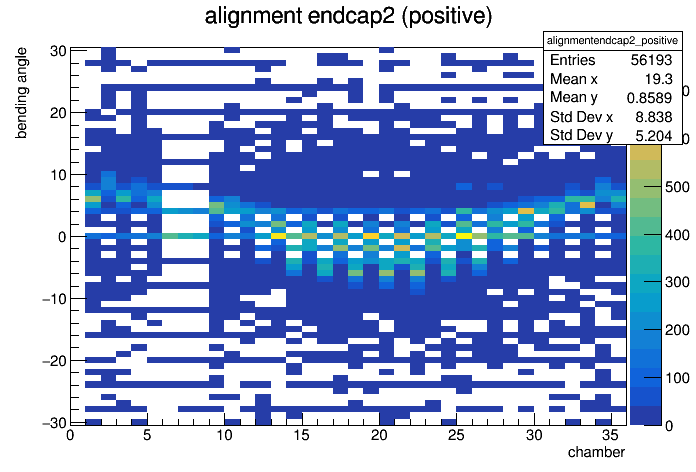 alignment endcap2 (positive)
alignmentendcap2_positive
Entries 56193
Mean x 19.3
Mean y 0.8589
Std Dev x 8.838
Std Dev y 5.204
bending angle
30
20
10
0
−10
−20
−30
0 5 10 15 20 25 30 35
chamber
500
400
300
200
100
0